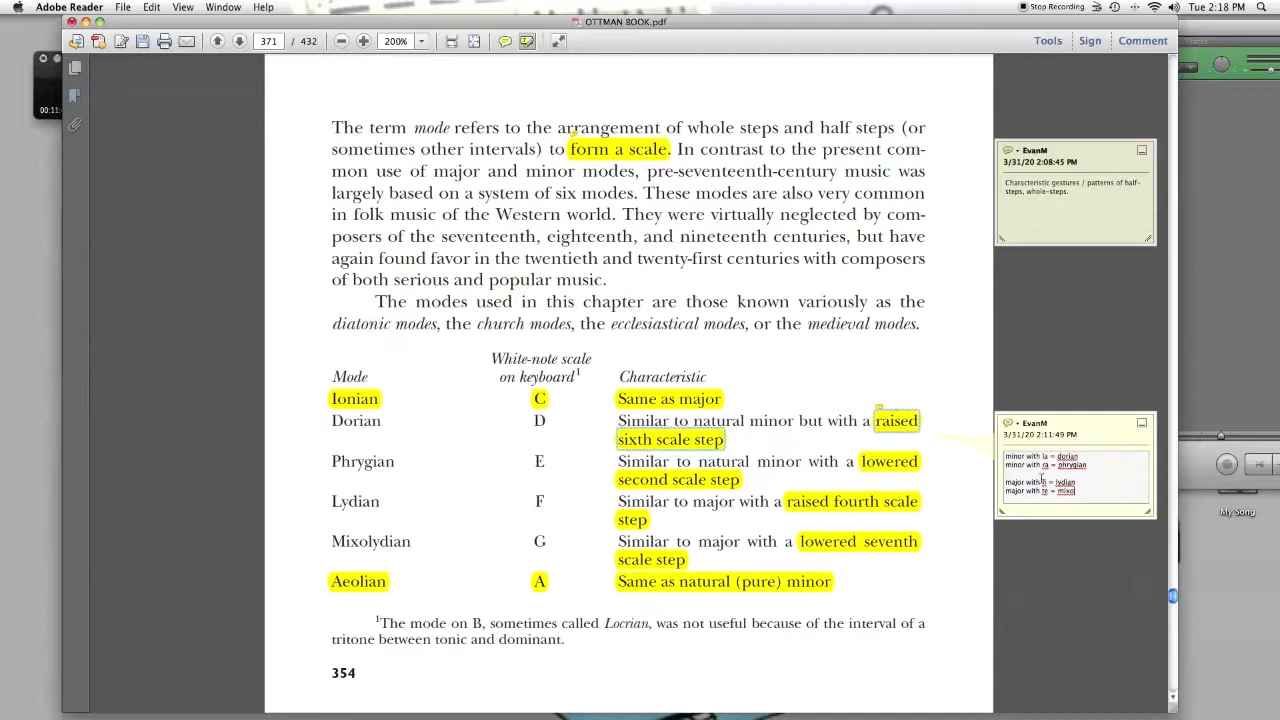 Adobe Reader File Edit View Window Help
Stop Recording
Tue 2:18 PM
OTTMAN BOOK.pdf
371 / 432
200%
Tools Sign Comment
00:11:
The term mode refers to the arrangement of whole steps and half steps (or
sometimes other intervals) to form a scale. In contrast to the present com-
mon use of major and minor modes, pre-seventeenth-century music was
largely based on a system of six modes. These modes are also very common
in folk music of the Western world. They were virtually neglected by com-
posers of the seventeenth, eighteenth, and nineteenth centuries, but have
again found favor in the twentieth and twenty-first centuries with composers
of both serious and popular music.
The modes used in this chapter are those known variously as the
diatonic modes, the church modes, the ecclesiastical modes, or the medieval modes.
White-note scale
Mode on keyboard1 Characteristic
Ionian C Same as major
Dorian D Similar to natural minor but with a raised
sixth scale step
Phrygian E Similar to natural minor with a lowered
second scale step
Lydian F Similar to major with a raised fourth scale
step
Mixolydian G Similar to major with a lowered seventh
scale step
Aeolian A Same as natural (pure) minor
1The mode on B, sometimes called Locrian, was not useful because of the interval of a
tritone between tonic and dominant.
354
EvanM
3/31/20 2:08:45 PM
Characteristic gestures / patterns of half-
steps, whole-steps.
EvanM
3/31/20 2:11:49 PM
minor with la = dorian
minor with ra = phrygian
major with fi = lydian
major with te = mixo
My Song